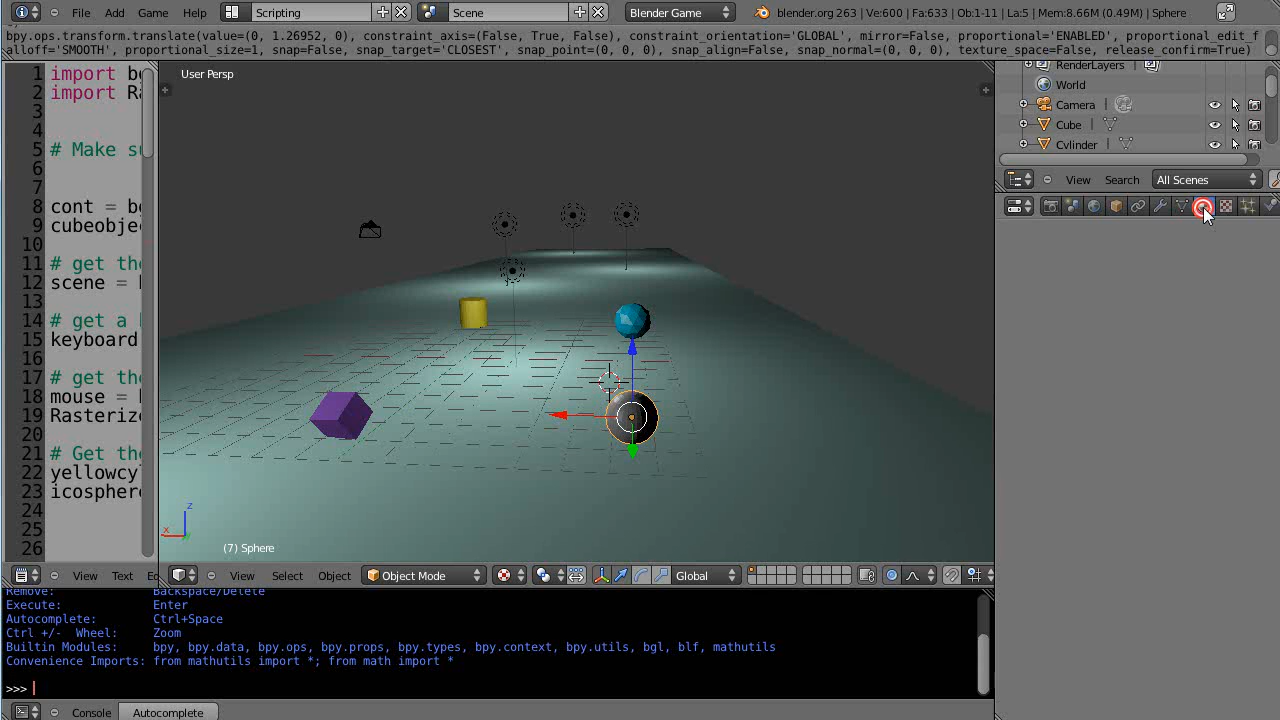 File Add Game Help Scripting Scene Blender Game blender.org 263 | Ve:600 | Fa:633 | Ob:1-11 | La:5 | Mem:8.66M (0.49M) | Sphere
bpy.ops.transform.translate(value=(0, 1.26952, 0), constraint_axis=(False, True, False), constraint_orientation='GLOBAL', mirror=False, proportional='ENABLED', proportional_edit_f
alloff='SMOOTH', proportional_size=1, snap=False, snap_target='CLOSEST', snap_point=(0, 0, 0), snap_align=False, snap_normal=(0, 0, 0), texture_space=False, release_confirm=True)
1 import b
2 import Ra
3
4
5 # Make su
6
7
8 cont = b
9 cubeobje
10
11 # get the
12 scene =
13
14 # get a
15 keyboard
16
17 # get the
18 mouse =
19 Rasterize
20
21 # Get the
22 yellowcy
23 icospher
24
25
26
User Persp
x
z
(7) Sphere
RenderLayers |
World
Camera |
Cube |
Cylinder |
View Search All Scenes
View Text
View Select Object Object Mode Global
Remove: Backspace/Delete
Execute: Enter
Autocomplete: Ctrl+Space
Ctrl +/- Wheel: Zoom
Builtin Modules: bpy, bpy.data, bpy.ops, bpy.props, bpy.types, bpy.context, bpy.utils, bgl, blf, mathutils
Convenience Imports: from mathutils import *; from math import *
>>>
Console Autocomplete